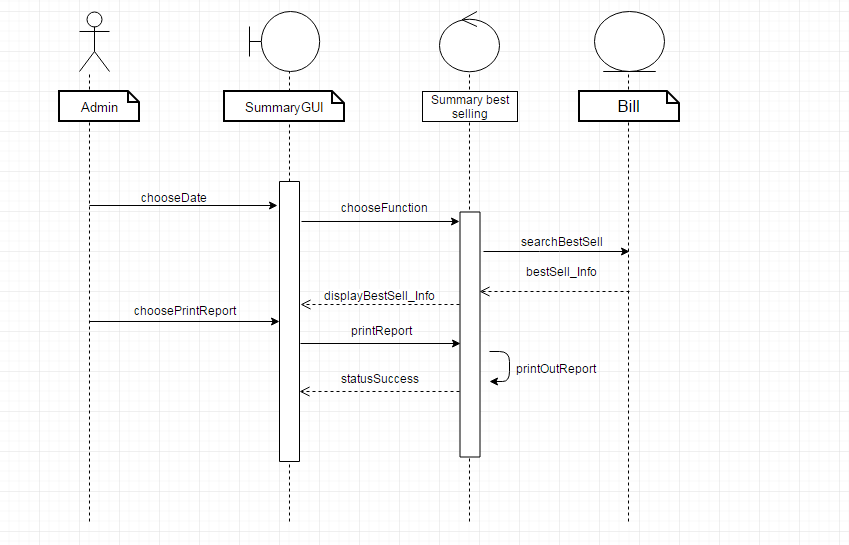 Admin
SummaryGUI
Summary best
selling
Bill
chooseDate
chooseFunction
searchBestSell
bestSell_Info
displayBestSell_Info
choosePrintReport
printReport
printOutReport
statusSuccess